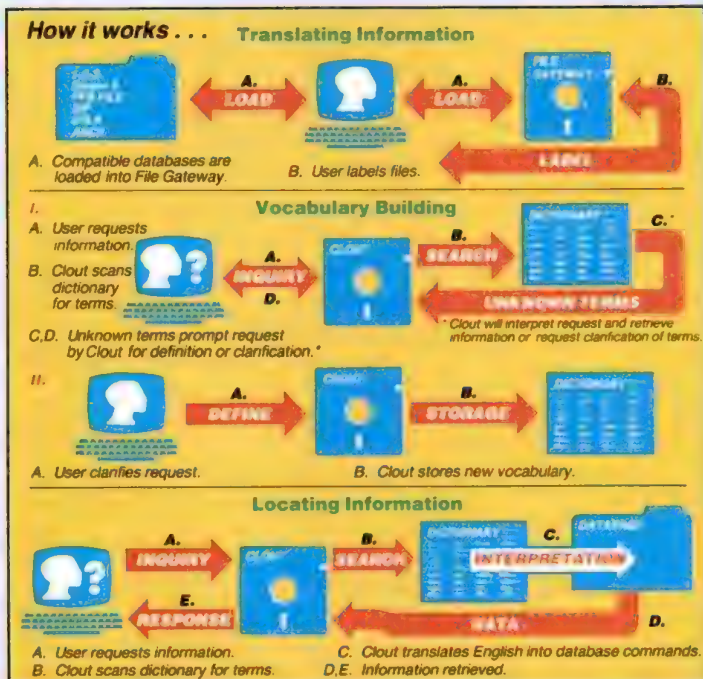 How it works . . .
Translating Information
A.
LOAD
A.
LOAD
FILE
GATEWAY
B.
LABEL
A. Compatible databases are
loaded into File Gateway.
B. User labels files.
I.
Vocabulary Building
A. User requests
information.
B. Clout scans
dictionary
for terms.
A.
INQUIRY
D.
CLOUT
B.
SEARCH
DICTIONARY
C.*
UNKNOWN TERMS
C,D. Unknown terms prompt request
by Clout for definition or clarification.*
* Clout will interpret request and retrieve
information or request clarification of terms.
II.
A.
DEFINE
CLOUT
B.
STORAGE
DICTIONARY
A. User clarifies request.
B. Clout stores new vocabulary.
Locating Information
A.
INQUIRY
E.
RESPONSE
CLOUT
B.
SEARCH
DICTIONARY
C.
INTERPRETATION
DATABASE
DATA
D.
A. User requests information.
B. Clout scans dictionary for terms.
C. Clout translates English into database commands.
D,E. Information retrieved.